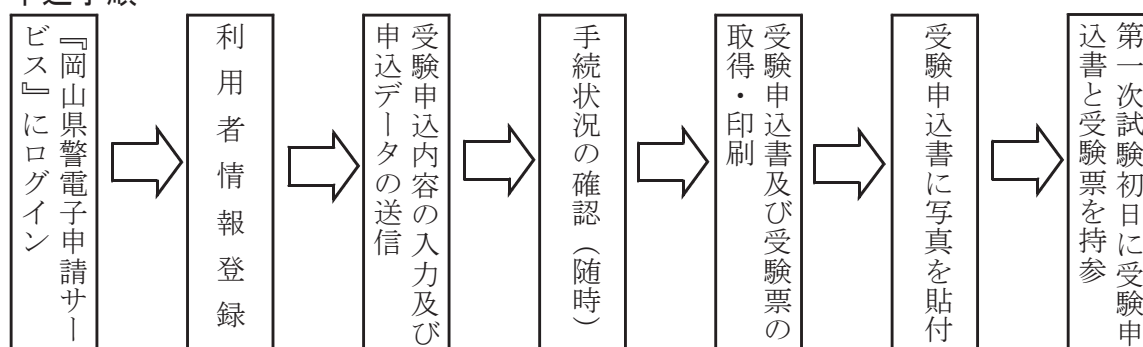 申込手順
『岡山県警電子申請サー
ビス』にログイン
利用者情報登録
受験申込内容の入力及び
申込データの送信
手続状況の確認（随時）
受験申込書及び受験票の
取得・印刷
受験申込書に写真を貼付
第一次試験初日に受験申
込書と受験票を持参